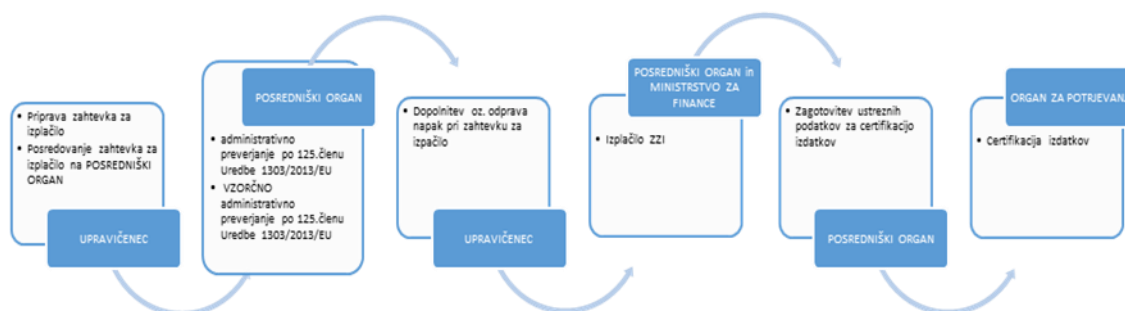 • Priprava zahtevka za
izplačilo
• Posredovanje zahtevka za
izplačilo na POSREDNIŠKI
ORGAN
UPRAVIČENEC
POSREDNIŠKI ORGAN
• administrativno
preverjanje po 125.členu
Uredbe 1303/2013/EU
• VZORČNO
administrativno
preverjanje po 125.členu
Uredbe 1303/2013/EU
• Dopolnitev oz. odprava
napak pri zahtevku za
izpačilo
UPRAVIČENEC
POSREDNIŠKI ORGAN in
MINISTRSTVO ZA
FINANCE
• Izplačilo ZZI
• Zagotovitev ustreznih
podatkov za certifikacijo
izdatkov
POSREDNIŠKI ORGAN
ORGAN ZA POTRJEVAN
• Certifikacija izdatkov